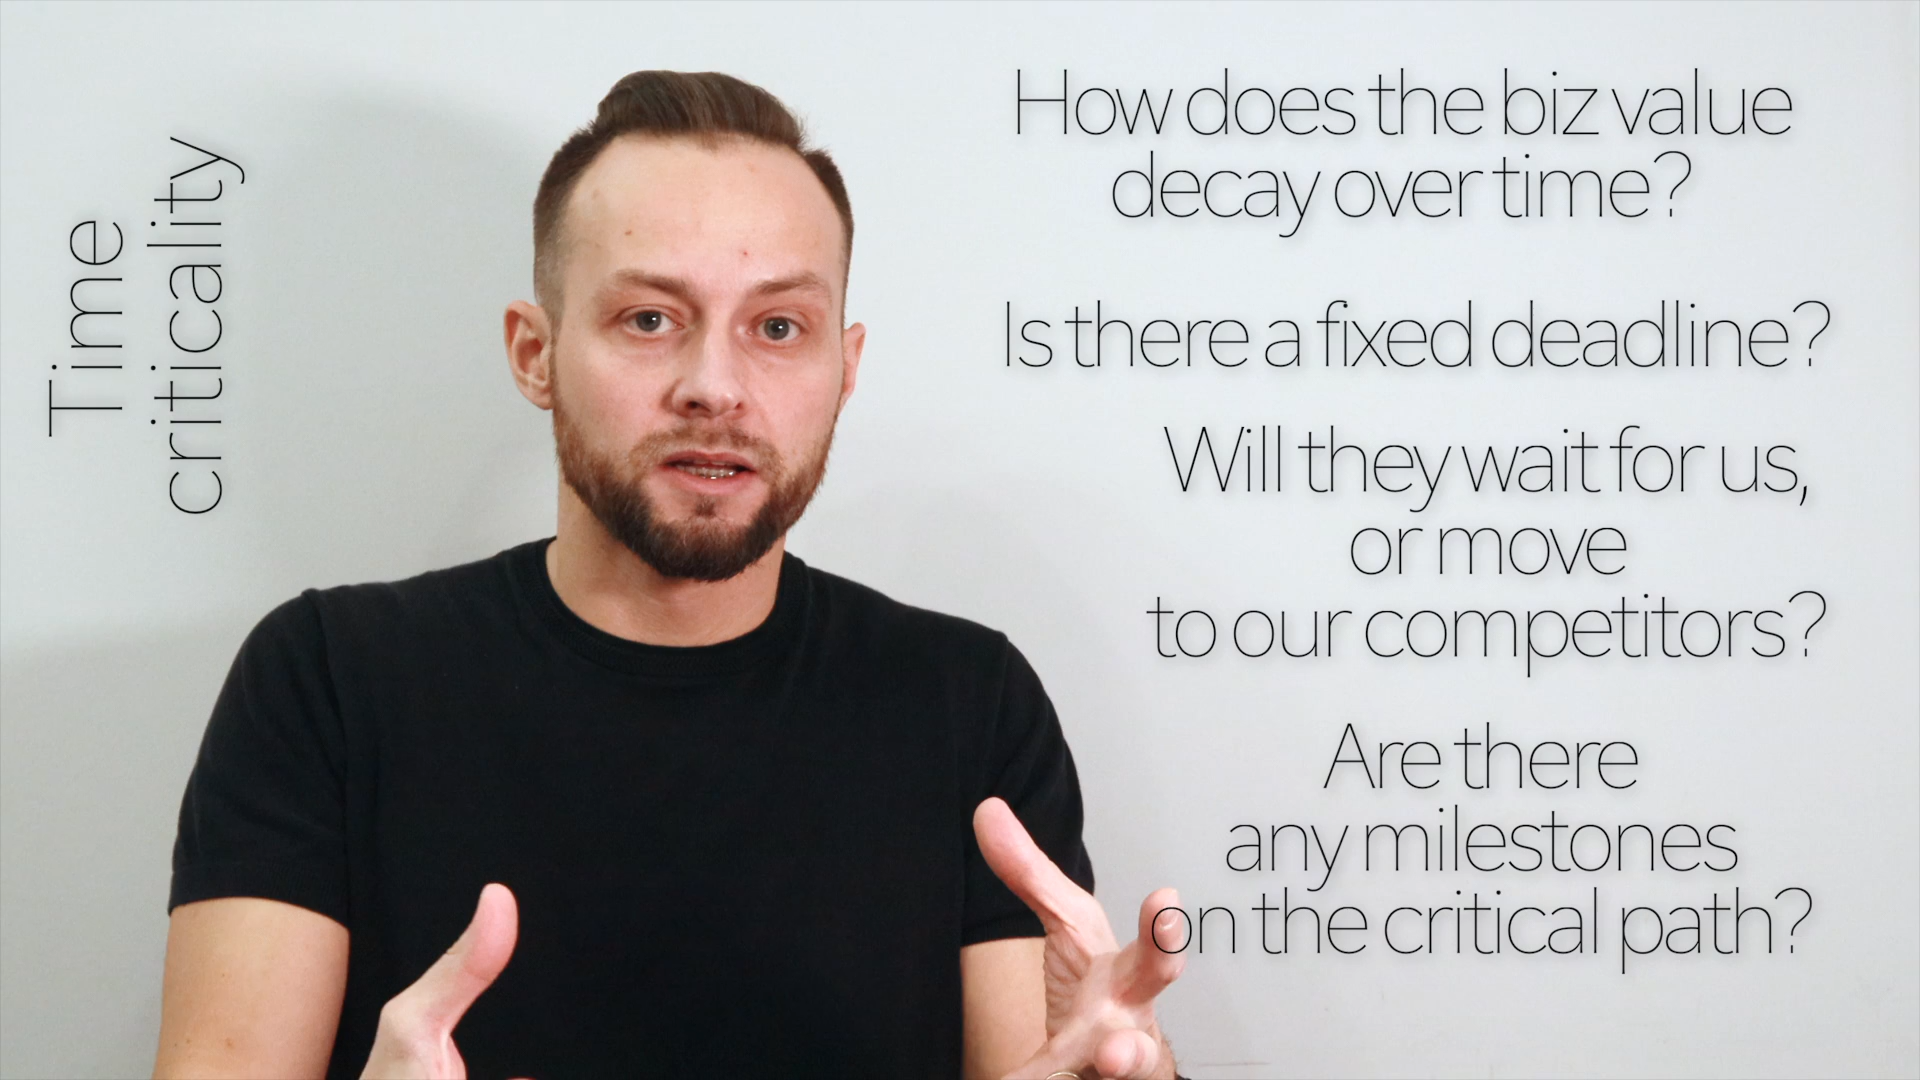 Time
criticality
How does the biz value
decay over time?
Is there a fixed deadline?
Will they wait for us,
or move
to our competitors?
Are there
any milestones
on the critical path?